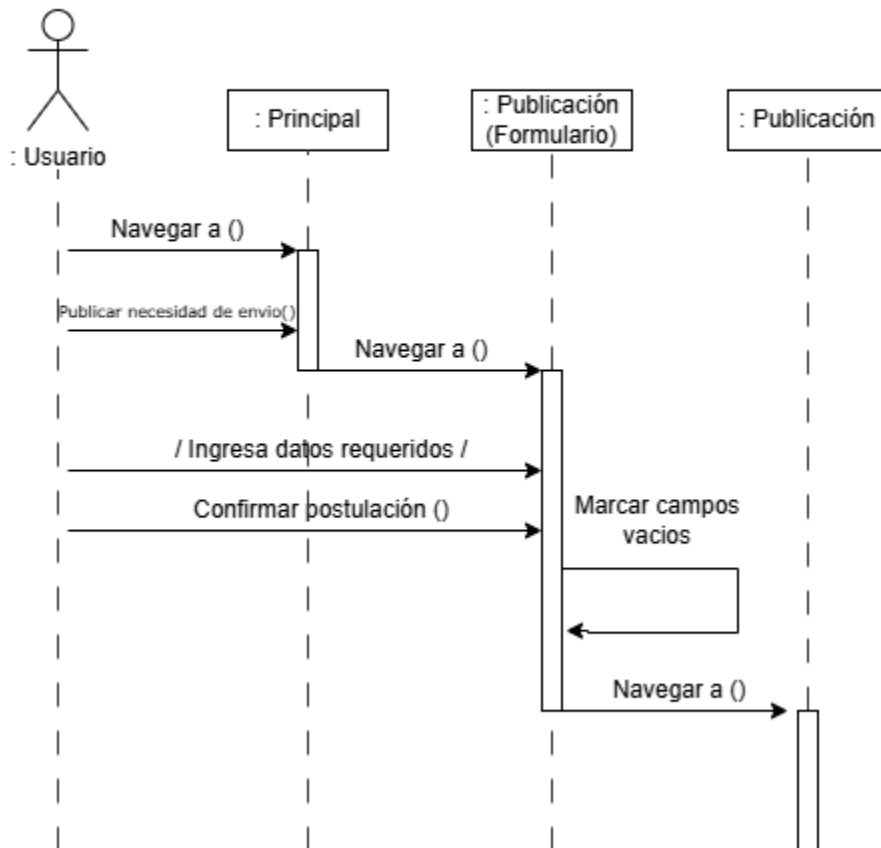 : Usuario
: Principal
: Publicación
(Formulario)
: Publicación
Navegar a ()
Publicar necesidad de envio()
Navegar a ()
/ Ingresa datos requeridos /
Confirmar postulación ()
Marcar campos
vacios
Navegar a ()